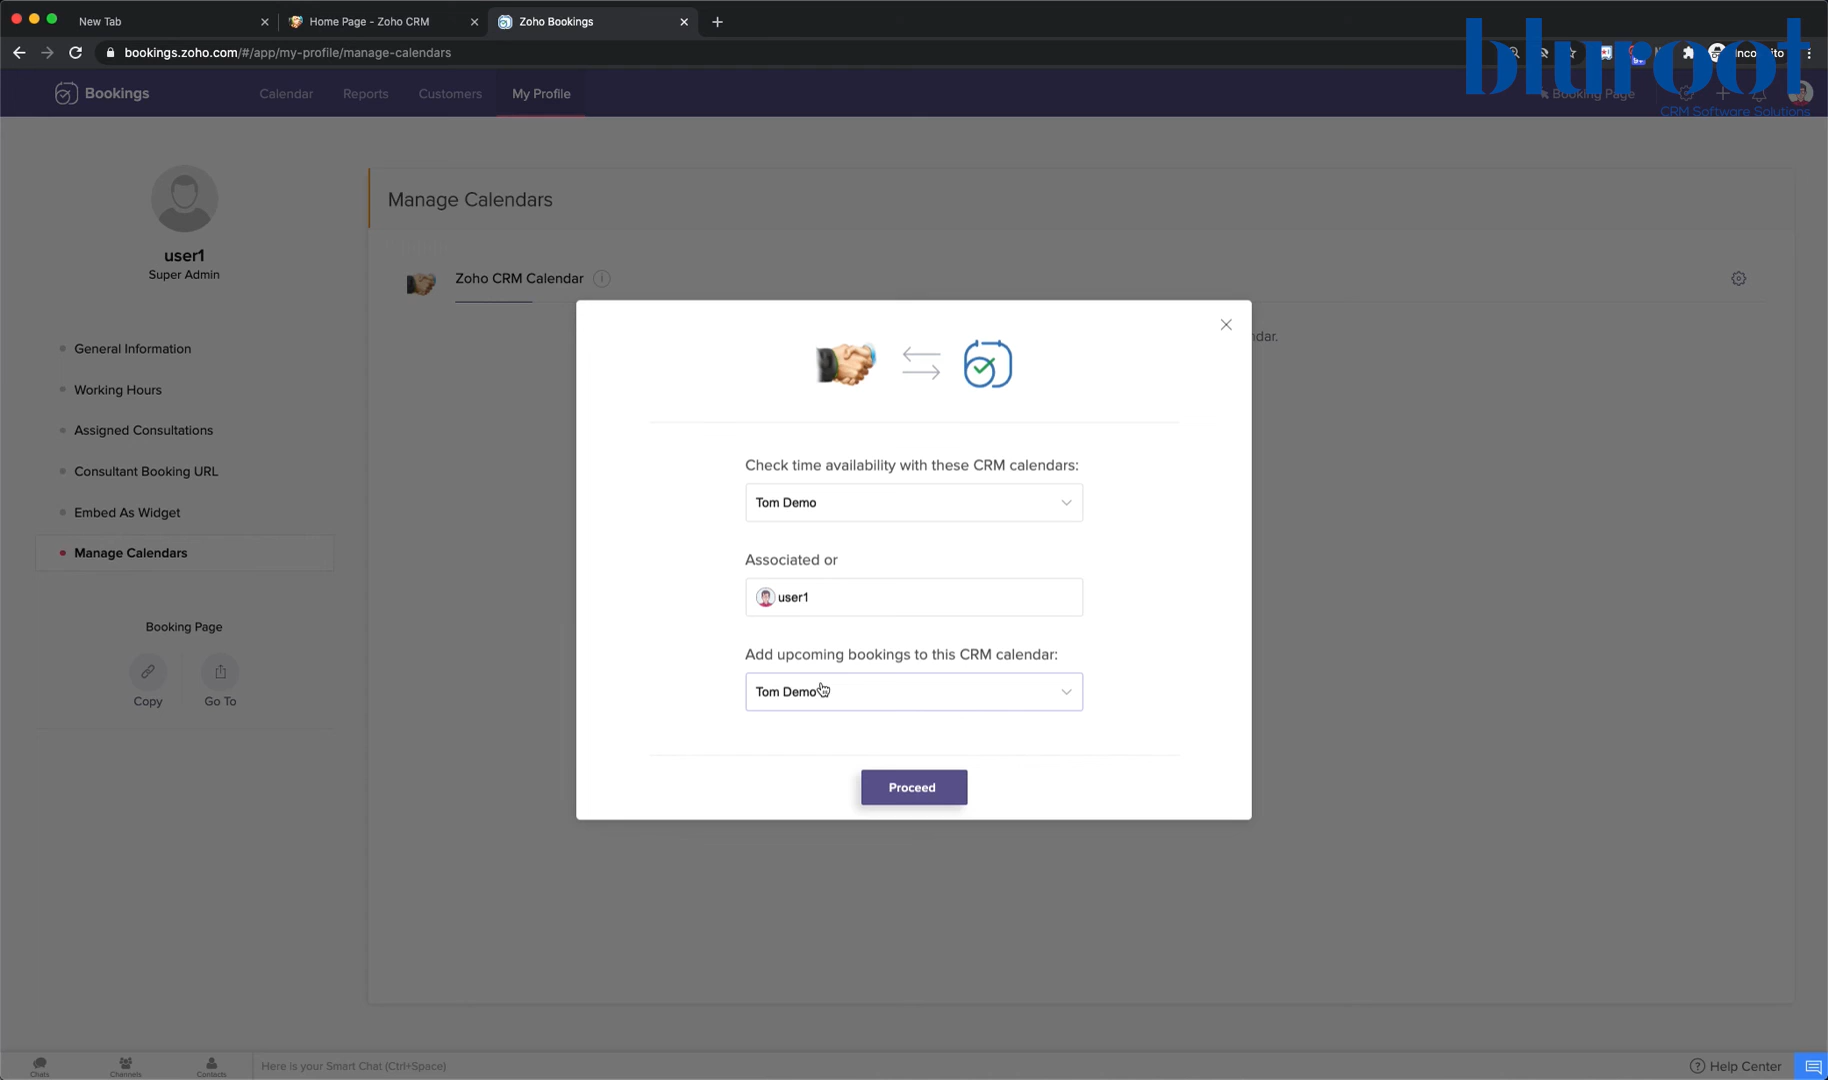 New Tab
Home Page - Zoho CRM
Zoho Bookings
bookings.zoho.com/#/app/my-profile/manage-calendars
Incognito
bluroot
CRM Software Solutions
Bookings
Calendar
Reports
Customers
My Profile
Booking Page
user1
Super Admin
General Information
Working Hours
Assigned Consultations
Consultant Booking URL
Embed As Widget
Manage Calendars
Booking Page
Copy
Go To
Manage Calendars
Zoho CRM Calendar
dar.
Check time availability with these CRM calendars:
Tom Demo
Associated or
user1
Add upcoming bookings to this CRM calendar:
Tom Demo
Proceed
Chats
Channels
Contacts
Here is your Smart Chat (Ctrl+Space)
Help Center